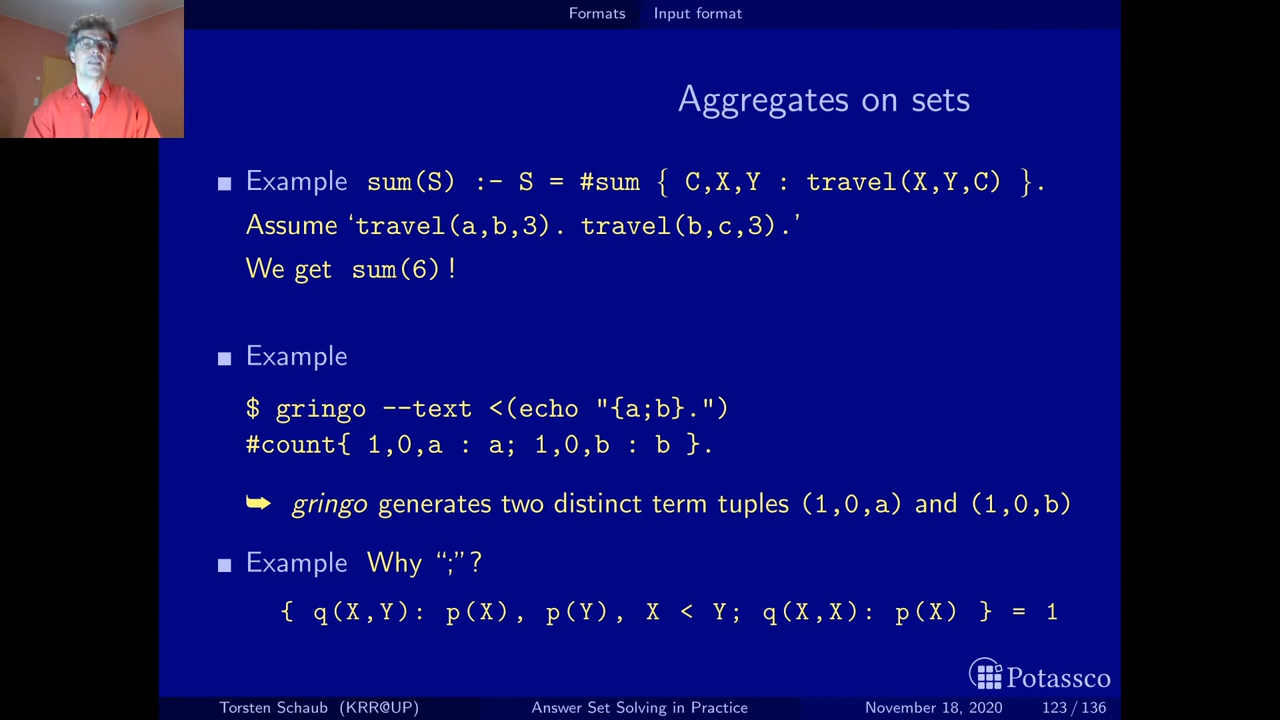 Formats Input format
Aggregates on sets
Example sum(S) :- S = #sum { C,X,Y : travel(X,Y,C) }.
Assume ‘travel(a,b,3). travel(b,c,3).’
We get sum(6)!
Example
$ gringo --text <(echo "{a;b}.")
#count{ 1,0,a : a; 1,0,b : b }.
➥ gringo generates two distinct term tuples (1,0,a) and (1,0,b)
Example Why “;”?
{ q(X,Y): p(X), p(Y), X < Y; q(X,X): p(X) } = 1
Potassco
Torsten Schaub (KRR@UP) Answer Set Solving in Practice November 18, 2020 123 / 136